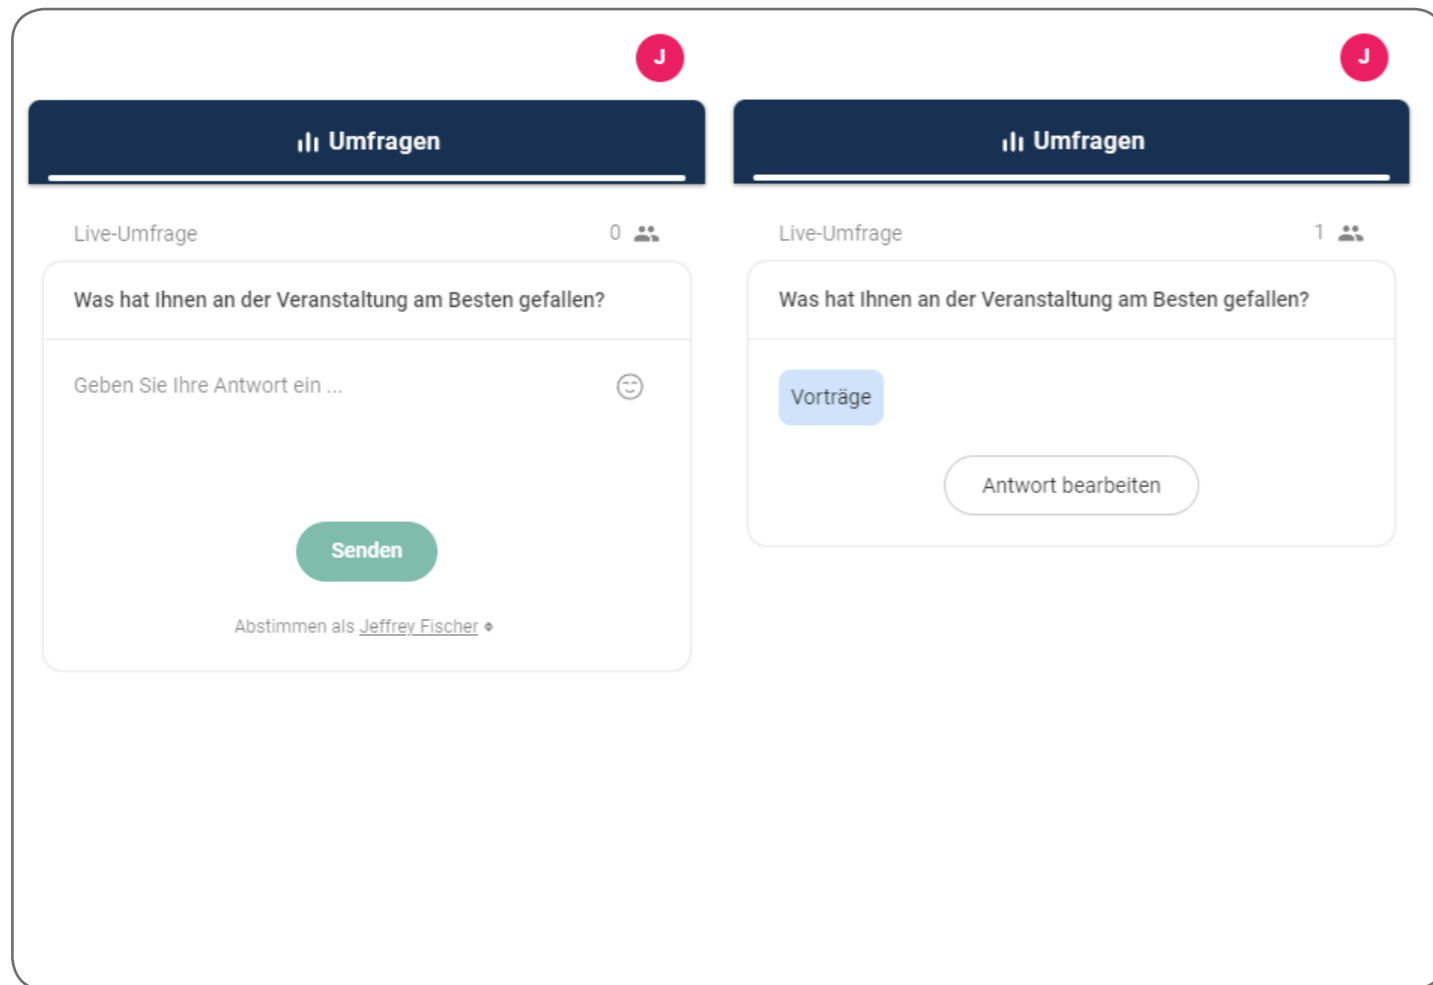 J
Umfragen
Live-Umfrage 0
Was hat Ihnen an der Veranstaltung am Besten gefallen?
Geben Sie Ihre Antwort ein ...
Senden
Abstimmen als Jeffrey Fischer
J
Umfragen
Live-Umfrage 1
Was hat Ihnen an der Veranstaltung am Besten gefallen?
Vorträge
Antwort bearbeiten